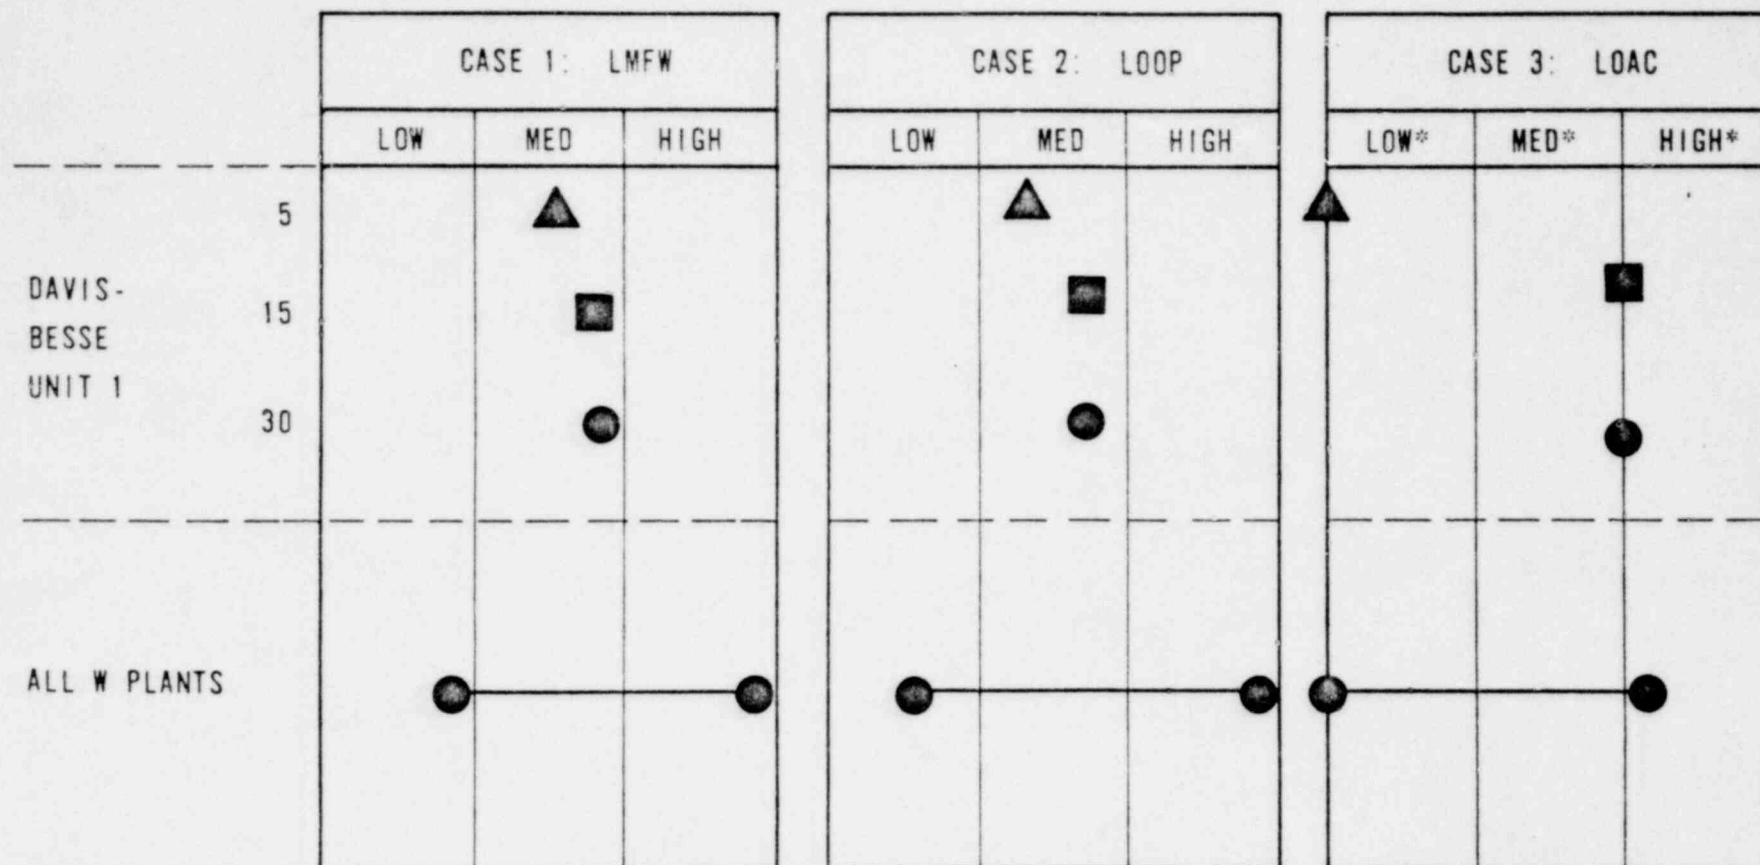 CASE 1: LMFW
CASE 2: LOOP
CASE 3: LOAC
LOW MED HIGH
LOW MED HIGH
LOW* MED* HIGH*
DAVIS-
BESSE
UNIT 1
5
15
30
ALL W PLANTS